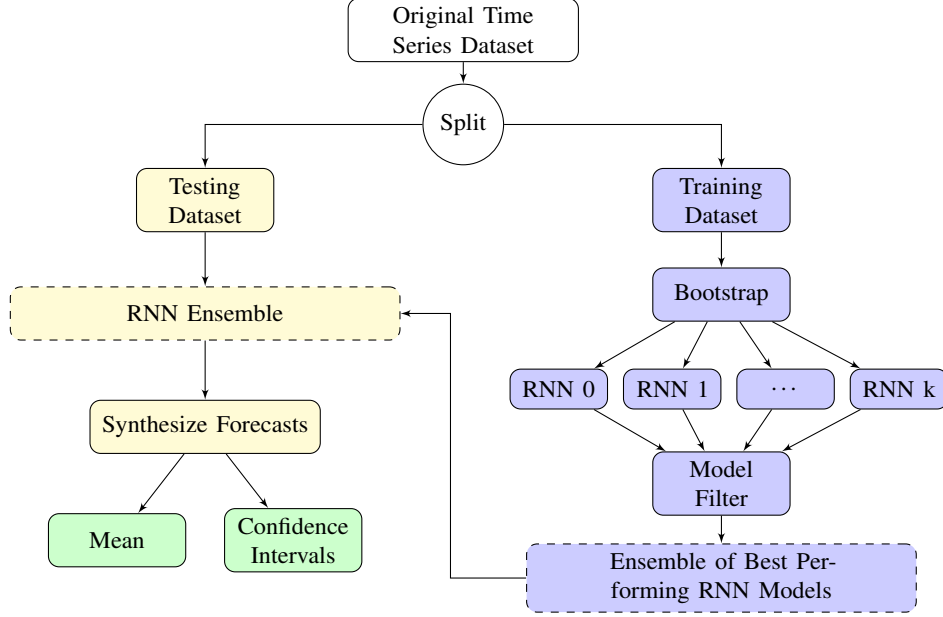 Original Time
Series Dataset
Split
Testing
Dataset
Training
Dataset
Bootstrap
RNN Ensemble
RNN 0
RNN 1
···
RNN k
Synthesize Forecasts
Model
Filter
Mean
Confidence
Intervals
Ensemble of Best Per-
forming RNN Models